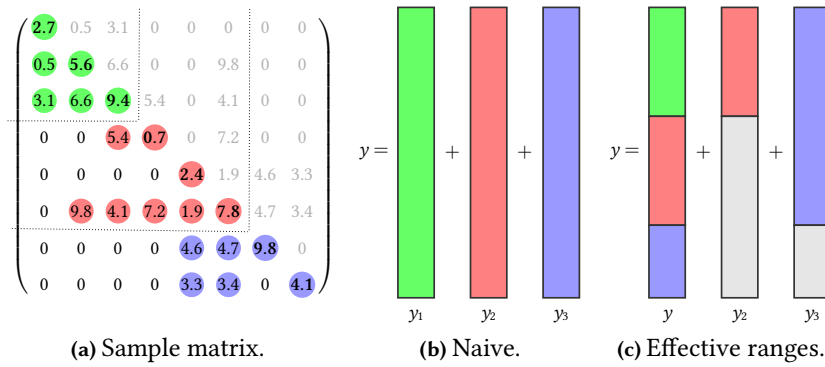 2.7 0.5 3.1 0 0 0 0 0
0.5 5.6 6.6 0 0 9.8 0 0
3.1 6.6 9.4 5.4 0 4.1 0 0
0 0 5.4 0.7 0 7.2 0 0
0 0 0 0 2.4 1.9 4.6 3.3
0 9.8 4.1 7.2 1.9 7.8 4.7 3.4
0 0 0 0 4.6 4.7 9.8 0
0 0 0 0 3.3 3.4 0 4.1
(a) Sample matrix.
y = + +
y₁ y₂ y₃
(b) Naive.
y = + +
y y₂ y₃
(c) Effective ranges.